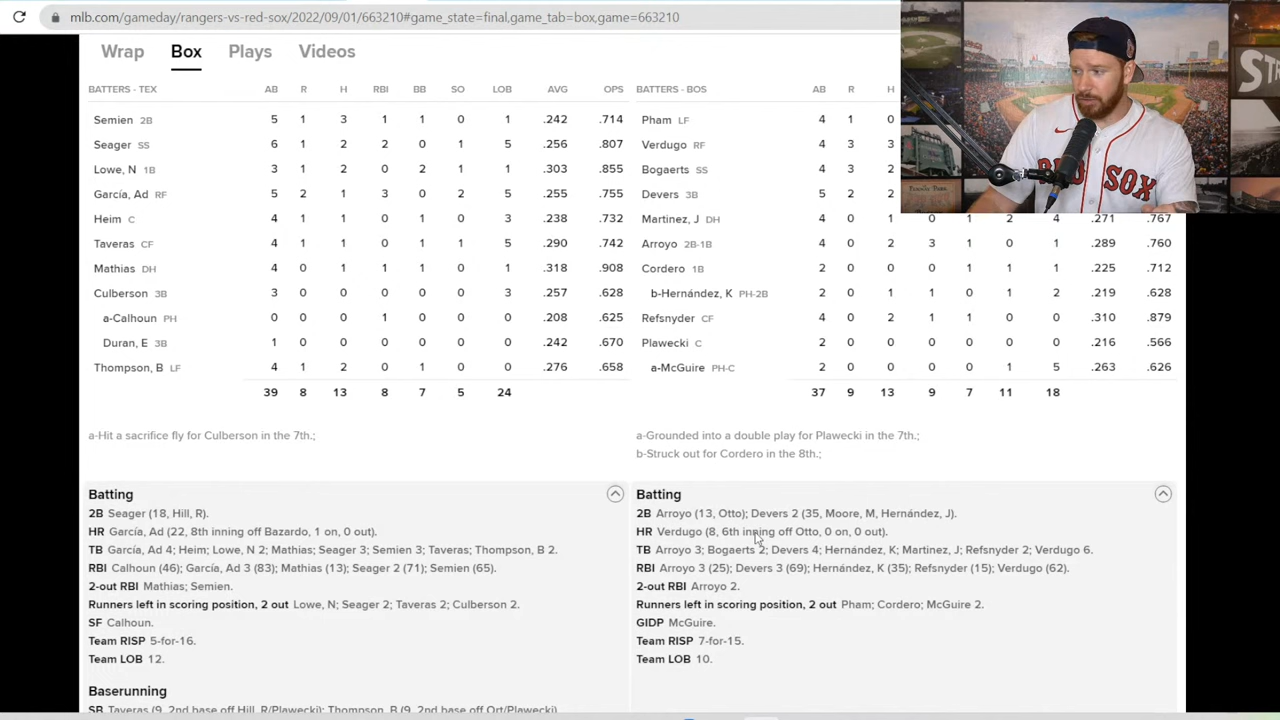 mlb.com/gameday/rangers-vs-red-sox/2022/09/01/663210#game_state=final,game_tab=box,game=663210
Wrap Box Plays Videos
BATTERS - TEX AB R H RBI BB SO LOB AVG OPS
Semien 2B 5 1 3 1 1 0 1 .242 .714
Seager SS 6 1 2 2 0 1 5 .256 .807
Lowe, N 1B 3 1 2 0 2 1 1 .303 .855
García, Ad RF 5 2 1 3 0 2 5 .255 .755
Heim C 4 1 1 0 1 0 3 .238 .732
Taveras CF 4 1 1 0 1 1 5 .290 .742
Mathias DH 4 0 1 1 1 0 1 .318 .908
Culberson 3B 3 0 0 0 0 0 3 .257 .628
a-Calhoun PH 0 0 0 1 0 0 0 .208 .625
Duran, E 3B 1 0 0 0 0 0 0 .242 .670
Thompson, B LF 4 1 2 0 1 0 0 .276 .658
39 8 13 8 7 5 24
a-Hit a sacrifice fly for Culberson in the 7th.;
Batting
2B Seager (18, Hill, R).
HR García, Ad (22, 8th inning off Bazardo, 1 on, 0 out).
TB García, Ad 4; Heim; Lowe, N 2; Mathias; Seager 3; Semien 3; Taveras; Thompson, B 2.
RBI Calhoun (46); García, Ad 3 (83); Mathias (13); Seager 2 (71); Semien (65).
2-out RBI Mathias; Semien.
Runners left in scoring position, 2 out Lowe, N; Seager 2; Taveras 2; Culberson 2.
SF Calhoun.
Team RISP 5-for-16.
Team LOB 12.
Baserunning
SB Taveras (9, 2nd base off Hill, R/Plawecki); Thompson, B (9, 2nd base off Ort/Plawecki).
BATTERS - BOS AB R H
Pham LF 4 1 0
Verdugo RF 4 3 3
Bogaerts SS 4 3 2
Devers 3B 5 2 2
Martinez, J DH 4 0 1 0 1 2 4 .271 .767
Arroyo 2B-1B 4 0 2 3 1 0 1 .289 .760
Cordero 1B 2 0 0 0 1 1 1 .225 .712
b-Hernández, K PH-2B 2 0 1 1 0 1 2 .219 .628
Refsnyder CF 4 0 2 1 1 0 0 .310 .879
Plawecki C 2 0 0 0 0 0 0 .216 .566
a-McGuire PH-C 2 0 0 0 0 1 5 .263 .626
37 9 13 9 7 11 18
a-Grounded into a double play for Plawecki in the 7th.;
b-Struck out for Cordero in the 8th.;
Batting
2B Arroyo (13, Otto); Devers 2 (35, Moore, M, Hernández, J).
HR Verdugo (8, 6th inning off Otto, 0 on, 0 out).
TB Arroyo 3; Bogaerts 2; Devers 4; Hernández, K; Martinez, J; Refsnyder 2; Verdugo 6.
RBI Arroyo 3 (25); Devers 3 (69); Hernández, K (35); Refsnyder (15); Verdugo (62).
2-out RBI Arroyo 2.
Runners left in scoring position, 2 out Pham; Cordero; McGuire 2.
GIDP McGuire.
Team RISP 7-for-15.
Team LOB 10.
RED SOX